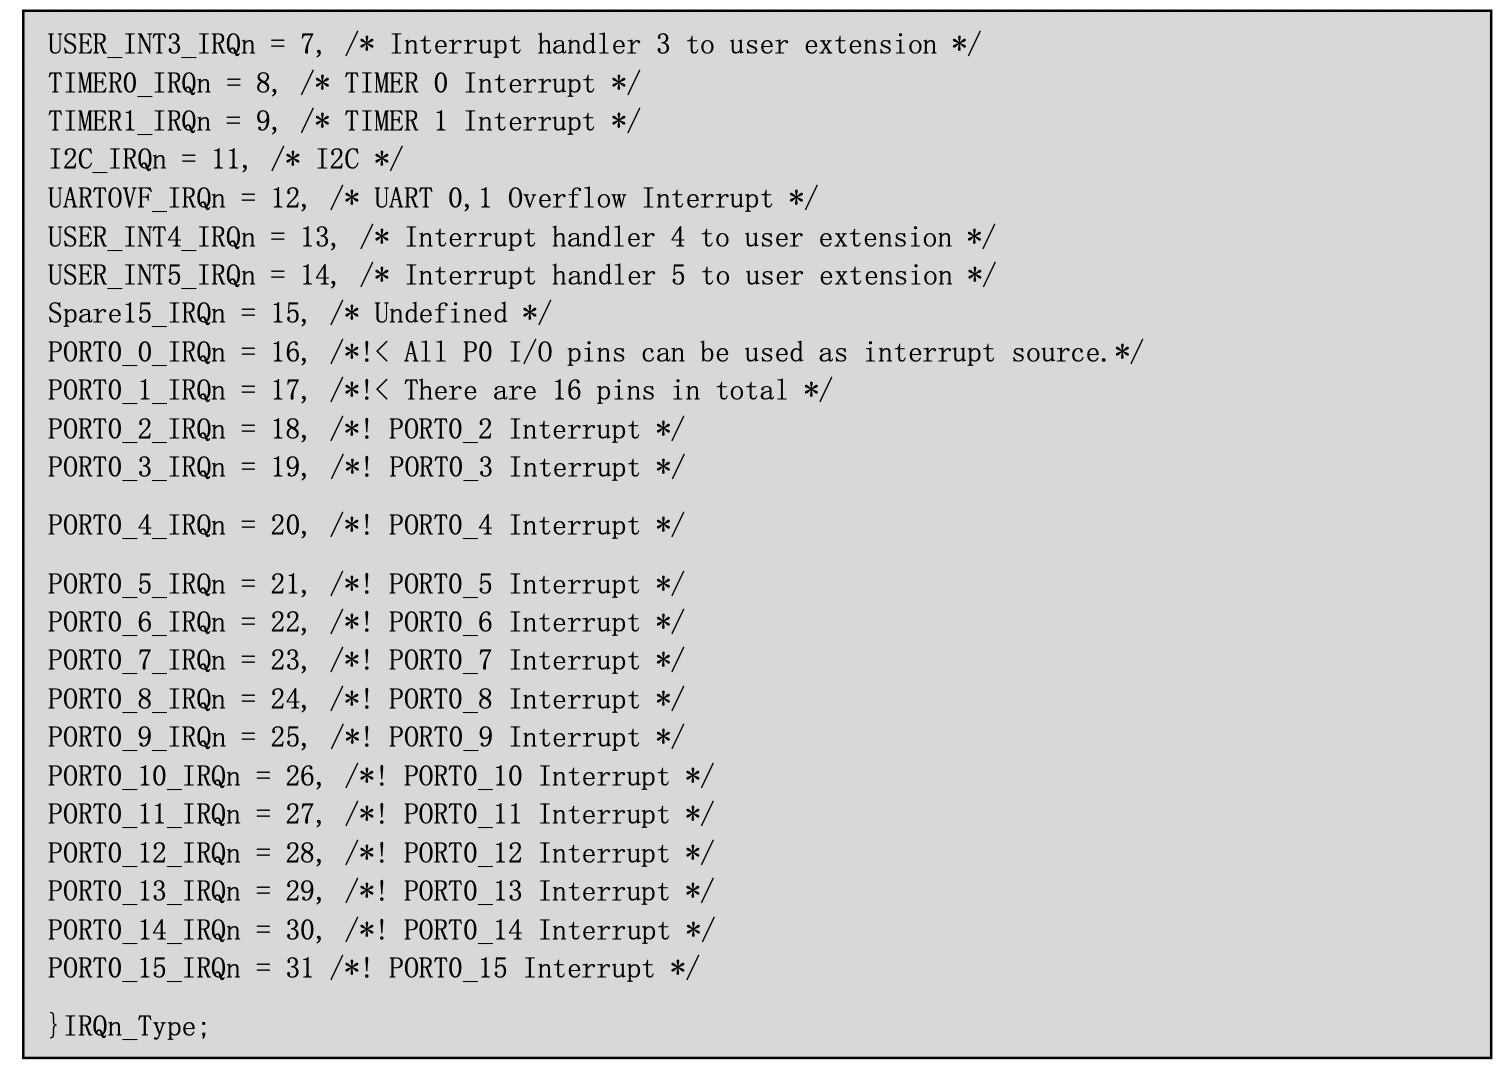 USER_INT3_IRQn = 7, /* Interrupt handler 3 to user extension */
TIMER0_IRQn = 8, /* TIMER 0 Interrupt */
TIMER1_IRQn = 9, /* TIMER 1 Interrupt */
I2C_IRQn = 11, /* I2C */
UARTOVF_IRQn = 12, /* UART 0,1 Overflow Interrupt */
USER_INT4_IRQn = 13, /* Interrupt handler 4 to user extension */
USER_INT5_IRQn = 14, /* Interrupt handler 5 to user extension */
Spare15_IRQn = 15, /* Undefined */
PORT0_0_IRQn = 16, /*!< All P0 I/O pins can be used as interrupt source.*/
PORT0_1_IRQn = 17, /*!< There are 16 pins in total */
PORT0_2_IRQn = 18, /*! PORT0_2 Interrupt */
PORT0_3_IRQn = 19, /*! PORT0_3 Interrupt */
PORT0_4_IRQn = 20, /*! PORT0_4 Interrupt */
PORT0_5_IRQn = 21, /*! PORT0_5 Interrupt */
PORT0_6_IRQn = 22, /*! PORT0_6 Interrupt */
PORT0_7_IRQn = 23, /*! PORT0_7 Interrupt */
PORT0_8_IRQn = 24, /*! PORT0_8 Interrupt */
PORT0_9_IRQn = 25, /*! PORT0_9 Interrupt */
PORT0_10_IRQn = 26, /*! PORT0_10 Interrupt */
PORT0_11_IRQn = 27, /*! PORT0_11 Interrupt */
PORT0_12_IRQn = 28, /*! PORT0_12 Interrupt */
PORT0_13_IRQn = 29, /*! PORT0_13 Interrupt */
PORT0_14_IRQn = 30, /*! PORT0_14 Interrupt */
PORT0_15_IRQn = 31 /*! PORT0_15 Interrupt */
}IRQn_Type;